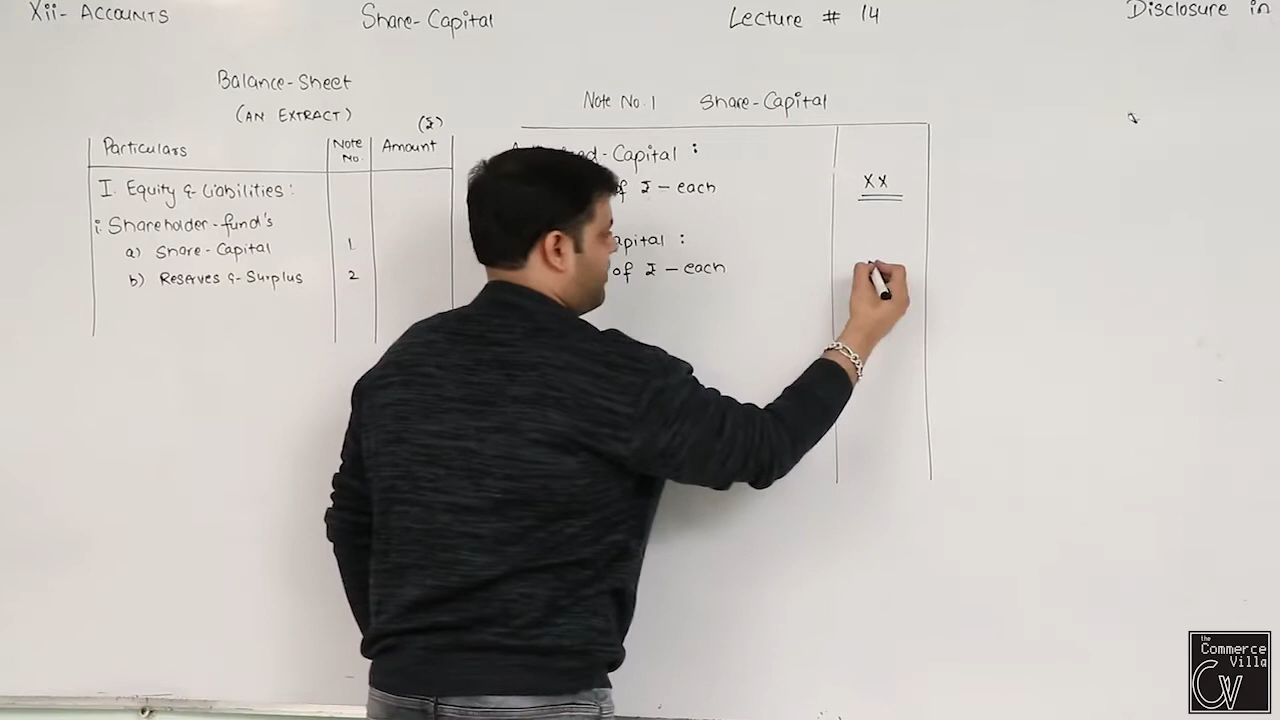 Xii- ACCOUNTS
Share-Capital
Lecture # 14
Disclosure in
Balance-Sheet
(AN EXTRACT)
(₹)
Particulars
Note No.
Amount
I. Equity & Liabilities:
i. Shareholder-fund's
a) Share-Capital 1
b) Reserves & Surplus 2
Note No. 1 Share-Capital
-Capital :
of ₹ - each
XX
:
of ₹ - each
the
Commerce
Villa
CV